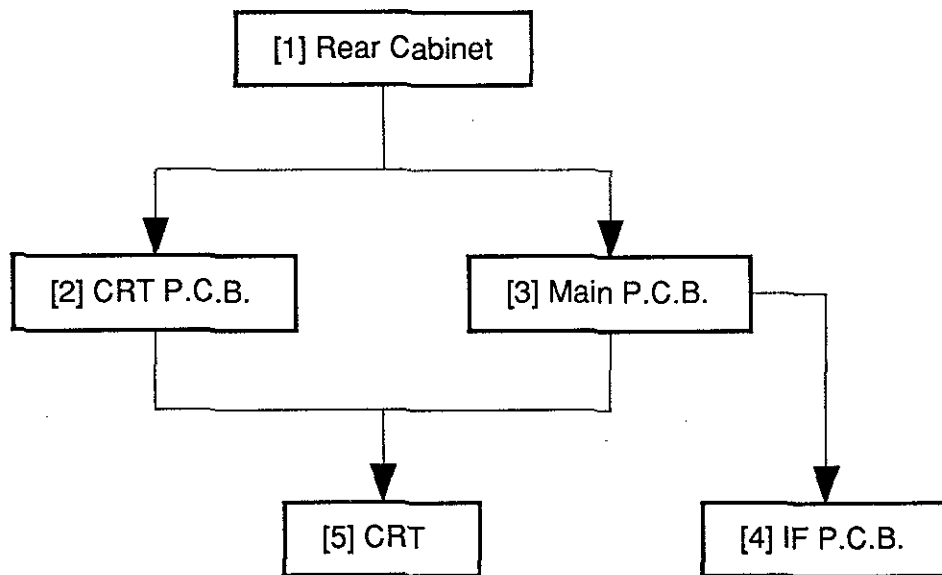 [1] Rear Cabinet
[2] CRT P.C.B.
[3] Main P.C.B.
[5] CRT
[4] IF P.C.B.